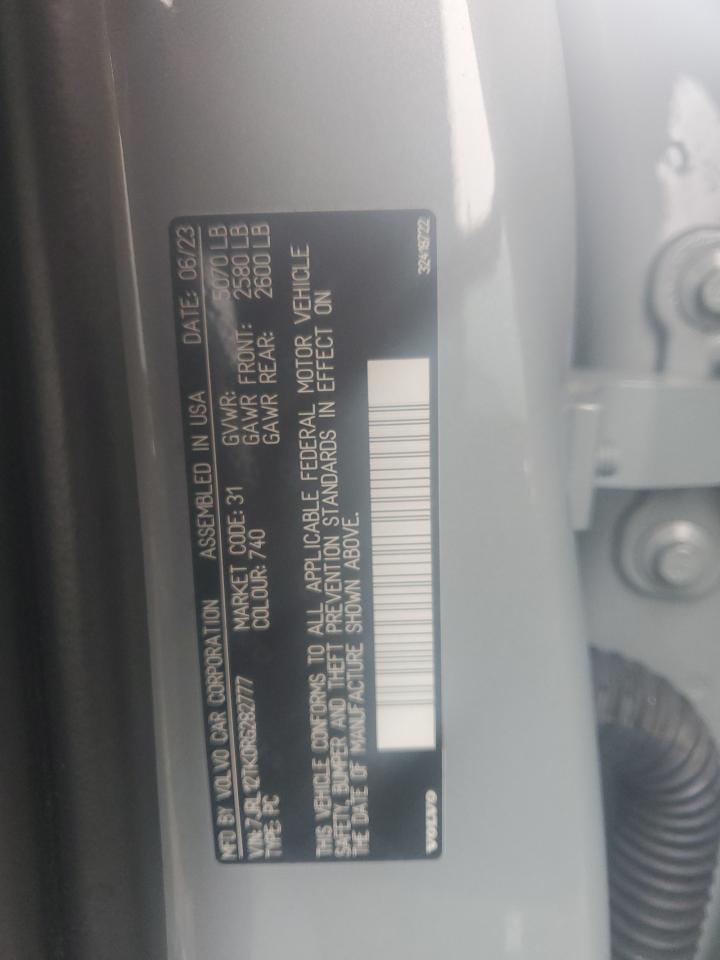 MFD BY VOLVO CAR CORPORATION ASSEMBLED IN USA DATE: 06/23
VIN: 7JRL12TK0RG282777 MARKET CODE: 31 GVWR: 5070 LB
TYPE: PC COLOUR: 740 GAWR FRONT: 2580 LB
GAWR REAR: 2600 LB
THIS VEHICLE CONFORMS TO ALL APPLICABLE FEDERAL MOTOR VEHICLE
SAFETY, BUMPER AND THEFT PREVENTION STANDARDS IN EFFECT ON
THE DATE OF MANUFACTURE SHOWN ABOVE.
VOLVO 32418722